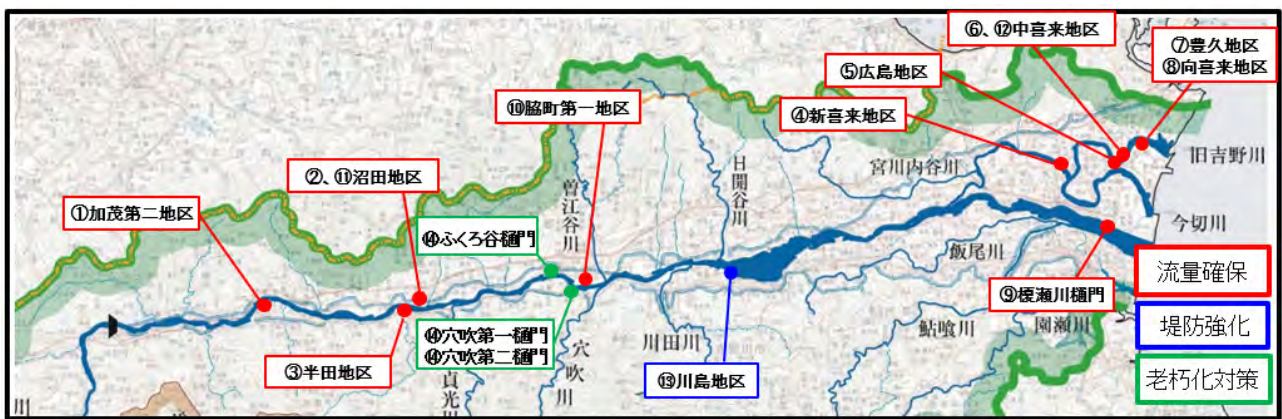 ⑥、⑫中喜来地区
⑦豊久地区
⑧向喜来地区
⑤広島地区
⑩脇町第一地区
④新喜来地区
旧吉野川
宮川内谷川
日開谷川
曽江谷川
②、⑪沼田地区
①加茂第二地区
今切川
⑭ふくろ谷樋門
飯尾川
流量確保
⑨榎瀬川樋門
堤防強化
鮎喰川
園瀬川
⑭穴吹第一樋門
⑭穴吹第二樋門
川田川
③半田地区
貞光川
穴吹川
⑬川島地区
老朽化対策
川